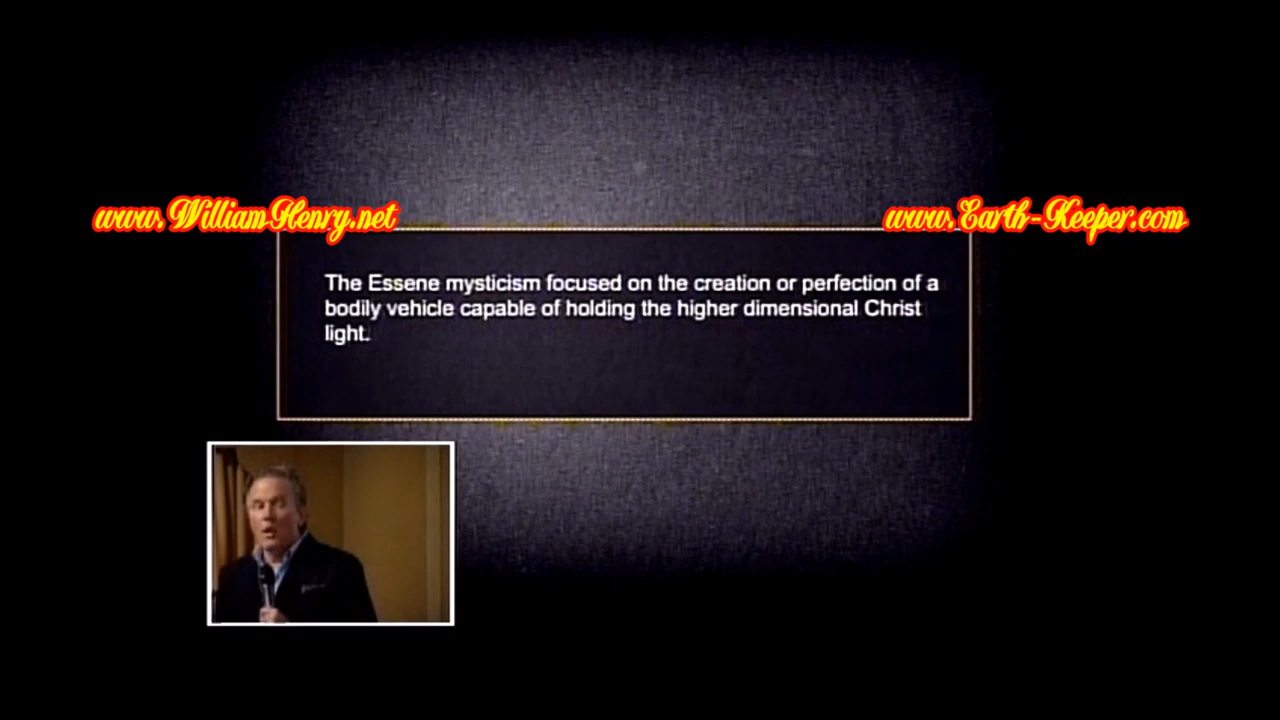 www.WilliamHenry.net
www.Earth-Keeper.com
The Essene mysticism focused on the creation or perfection of a
bodily vehicle capable of holding the higher dimensional Christ
light.